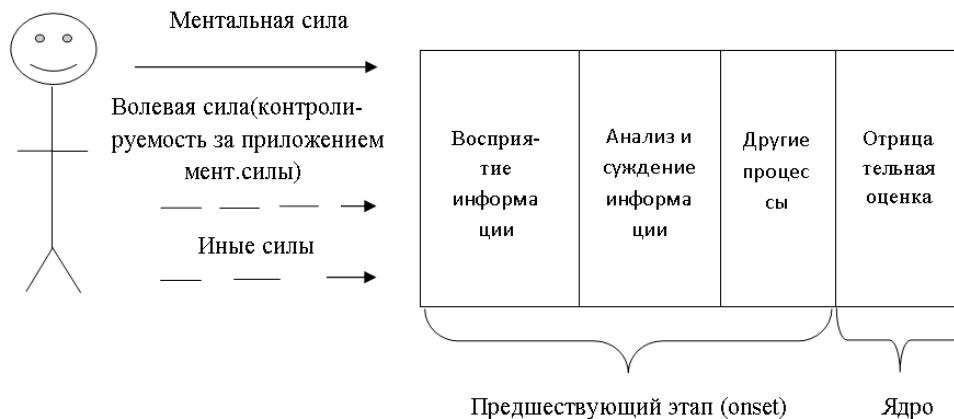 Ментальная сила
Волевая сила(контроли-
руемость за приложением
мент.силы)
Иные силы
Восприя-
тие
информа
ции
Анализ и
суждение
информа
ции
Другие
процес
сы
Отрица
тельная
оценка
Предшествующий этап (onset)
Ядро